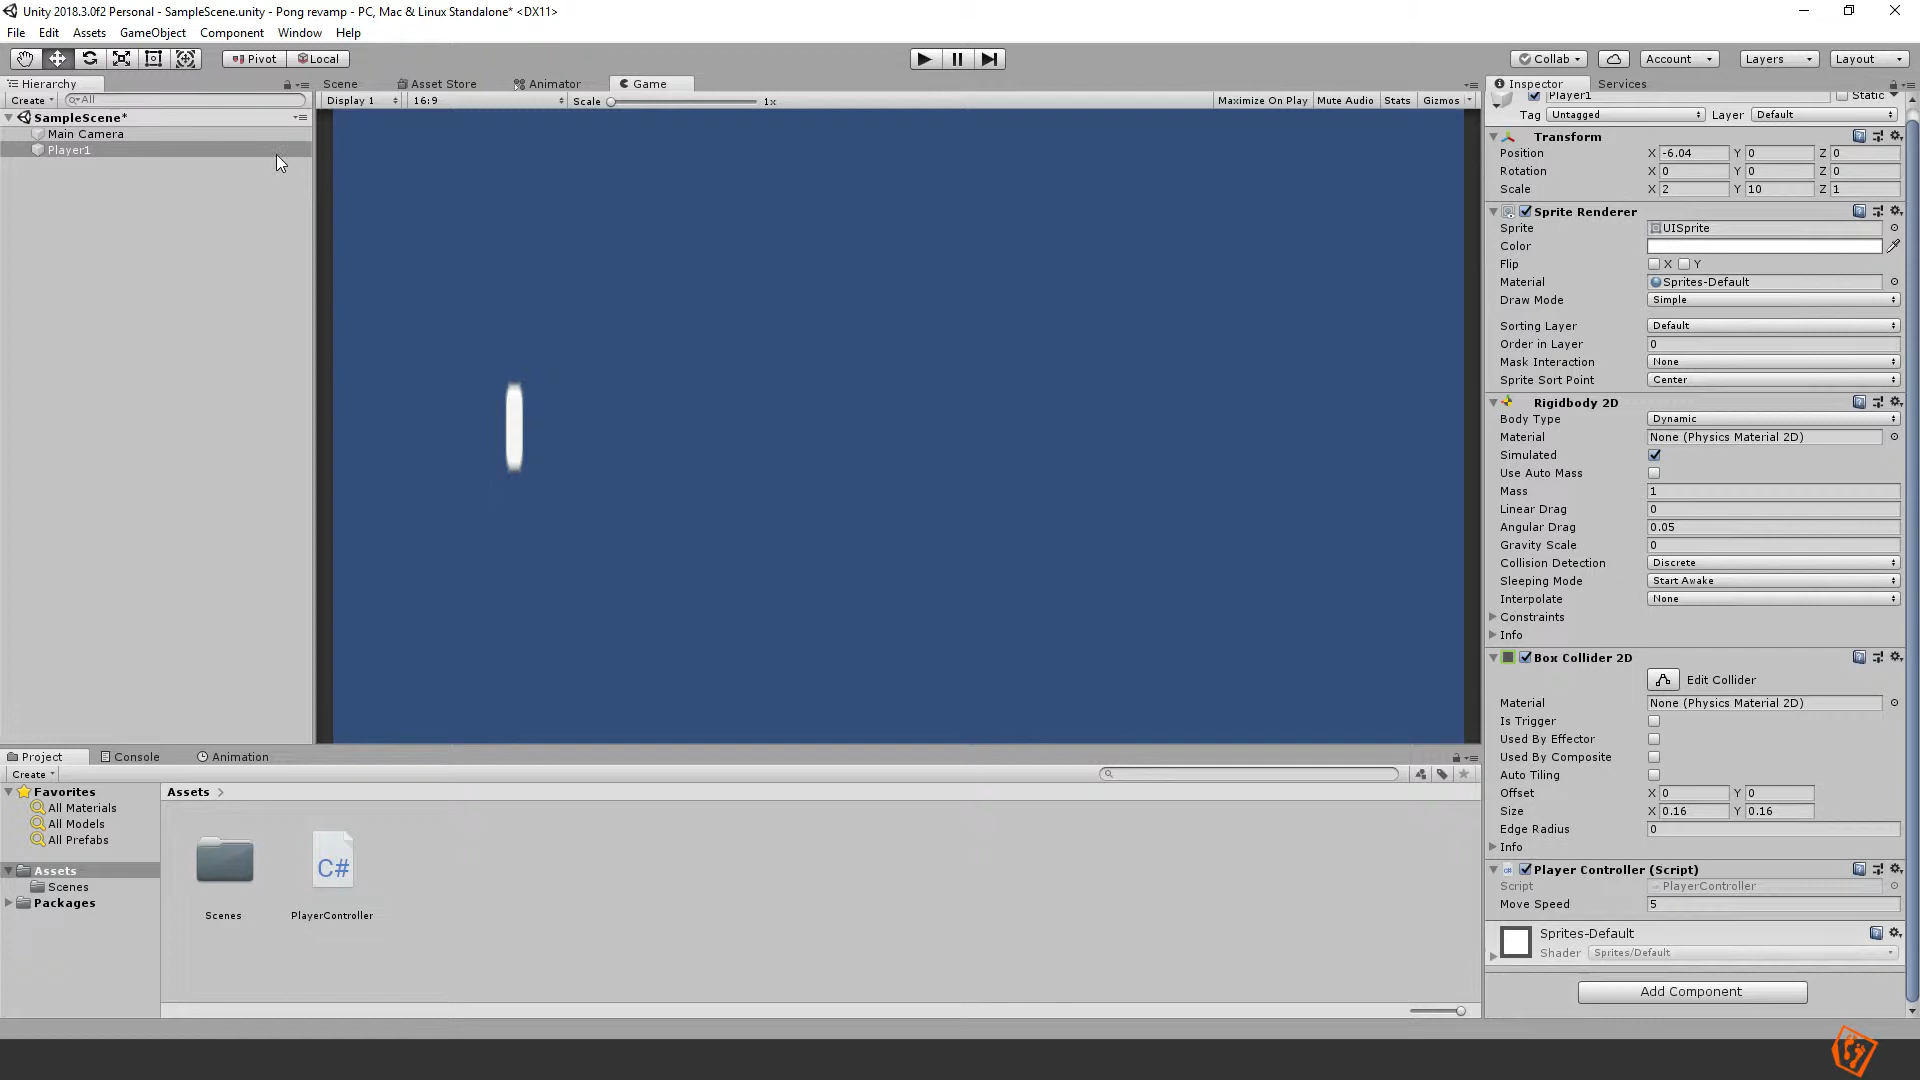 Unity 2018.3.0f2 Personal - SampleScene.unity - Pong revamp - PC, Mac & Linux Standalone* <DX11>
File Edit Assets GameObject Component Window Help
Pivot Local Collab Account Layers Layout
Hierarchy Scene Asset Store Animator Game Inspector Services
Create All Display 1 16:9 Scale 1x Maximize On Play Mute Audio Stats Gizmos
Player1 Static
SampleScene*
Main Camera
Player1
Tag Untagged Layer Default
Transform
Position X -6.04 Y 0 Z 0
Rotation X 0 Y 0 Z 0
Scale X 2 Y 10 Z 1
Sprite Renderer
Sprite UISprite
Color
Flip X Y
Material Sprites-Default
Draw Mode Simple
Sorting Layer Default
Order in Layer 0
Mask Interaction None
Sprite Sort Point Center
Rigidbody 2D
Body Type Dynamic
Material None (Physics Material 2D)
Simulated
Use Auto Mass
Mass 1
Linear Drag 0
Angular Drag 0.05
Gravity Scale 0
Collision Detection Discrete
Sleeping Mode Start Awake
Interpolate None
Constraints
Info
Box Collider 2D
Edit Collider
Material None (Physics Material 2D)
Is Trigger
Used By Effector
Used By Composite
Auto Tiling
Offset X 0 Y 0
Size X 0.16 Y 0.16
Edge Radius 0
Info
Player Controller (Script)
Script PlayerController
Move Speed 5
Sprites-Default
Shader Sprites/Default
Add Component
Project Console Animation
Create
Favorites
All Materials
All Models
All Prefabs
Assets
Scenes
Packages
Assets
C#
Scenes PlayerController